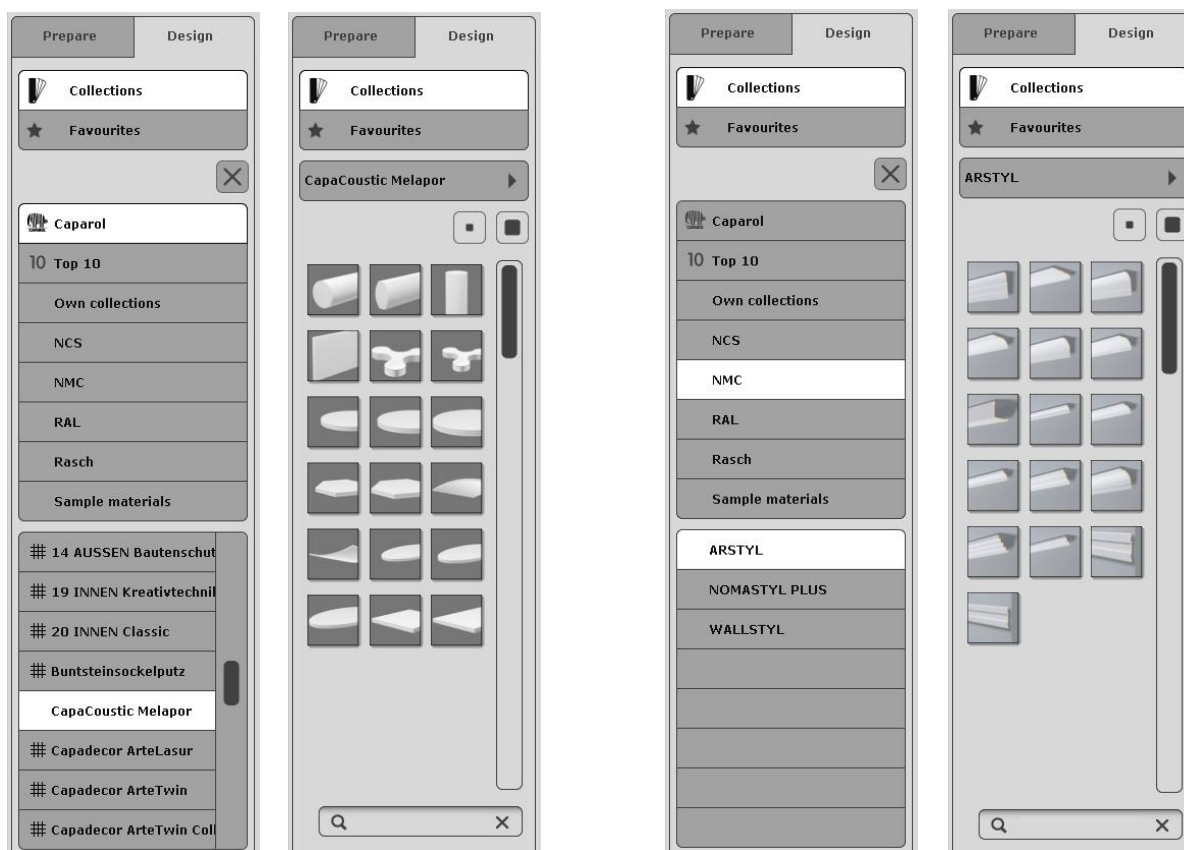 Prepare Design
Collections
Favourites
Caparol
10 Top 10
Own collections
NCS
NMC
RAL
Rasch
Sample materials
14 AUSSEN Bautenschut
19 INNEN Kreativtechnil
20 INNEN Classic
Buntsteinsockelputz
CapaCoustic Melapor
Capadecor ArteLasur
Capadecor ArteTwin
Capadecor ArteTwin Coll
Prepare Design
Collections
Favourites
CapaCoustic Melapor
Prepare Design
Collections
Favourites
Caparol
10 Top 10
Own collections
NCS
NMC
RAL
Rasch
Sample materials
ARSTYL
NOMASTYL PLUS
WALLSTYL
Prepare Design
Collections
Favourites
ARSTYL